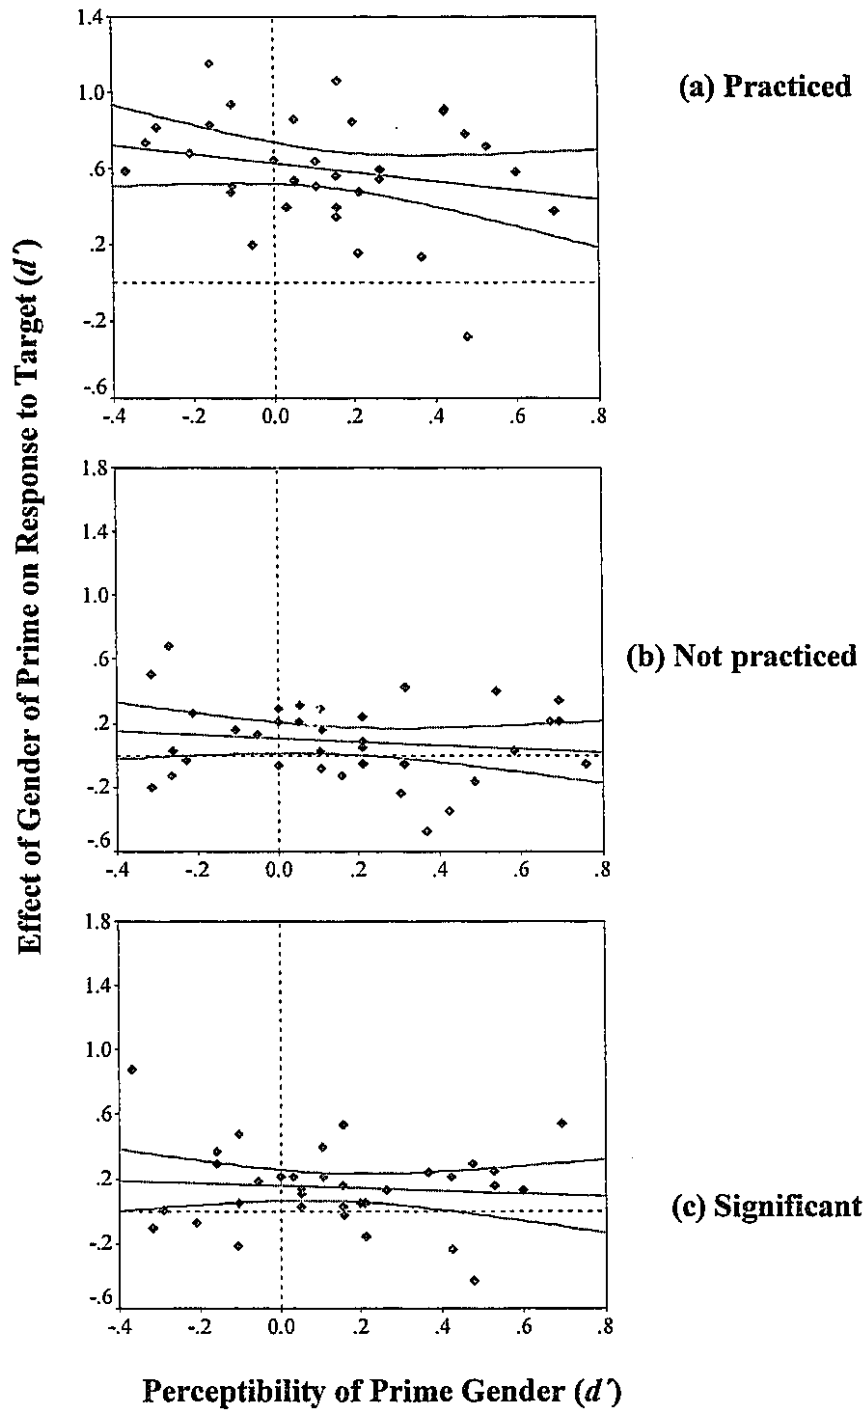 Effect of Gender of Prime on Response to Target (d′)
1.4
1.0
.6
.2
-.2
-.6
-.4 -.2 0.0 .2 .4 .6 .8
(a) Practiced
1.8
1.4
1.0
.6
.2
-.2
-.6
-.4 -.2 0.0 .2 .4 .6 .8
(b) Not practiced
1.8
1.4
1.0
.6
.2
-.2
-.6
-.4 -.2 0.0 .2 .4 .6 .8
(c) Significant
Perceptibility of Prime Gender (d′)